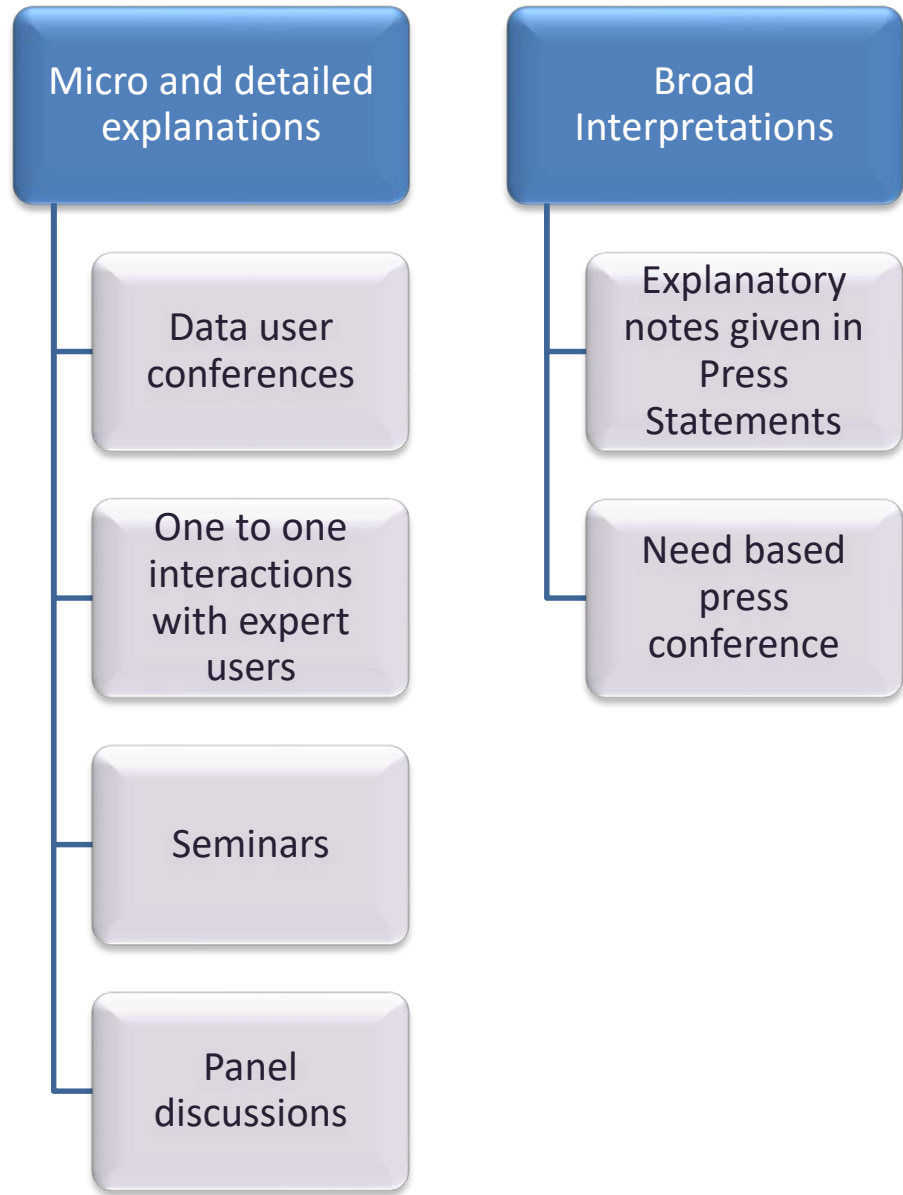 Micro and detailed
explanations
Data user
conferences
One to one
interactions
with expert
users
Seminars
Panel
discussions
Broad
Interpretations
Explanatory
notes given in
Press
Statements
Need based
press
conference